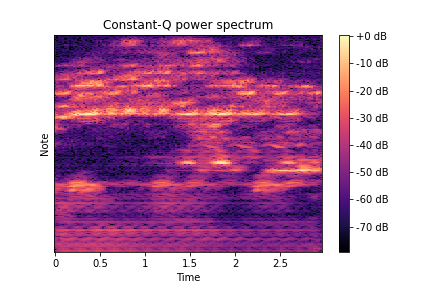 Constant-Q power spectrum
Note
+0 dB
-10 dB
-20 dB
-30 dB
-40 dB
-50 dB
-60 dB
-70 dB
0
0.5
1
1.5
2
2.5
Time